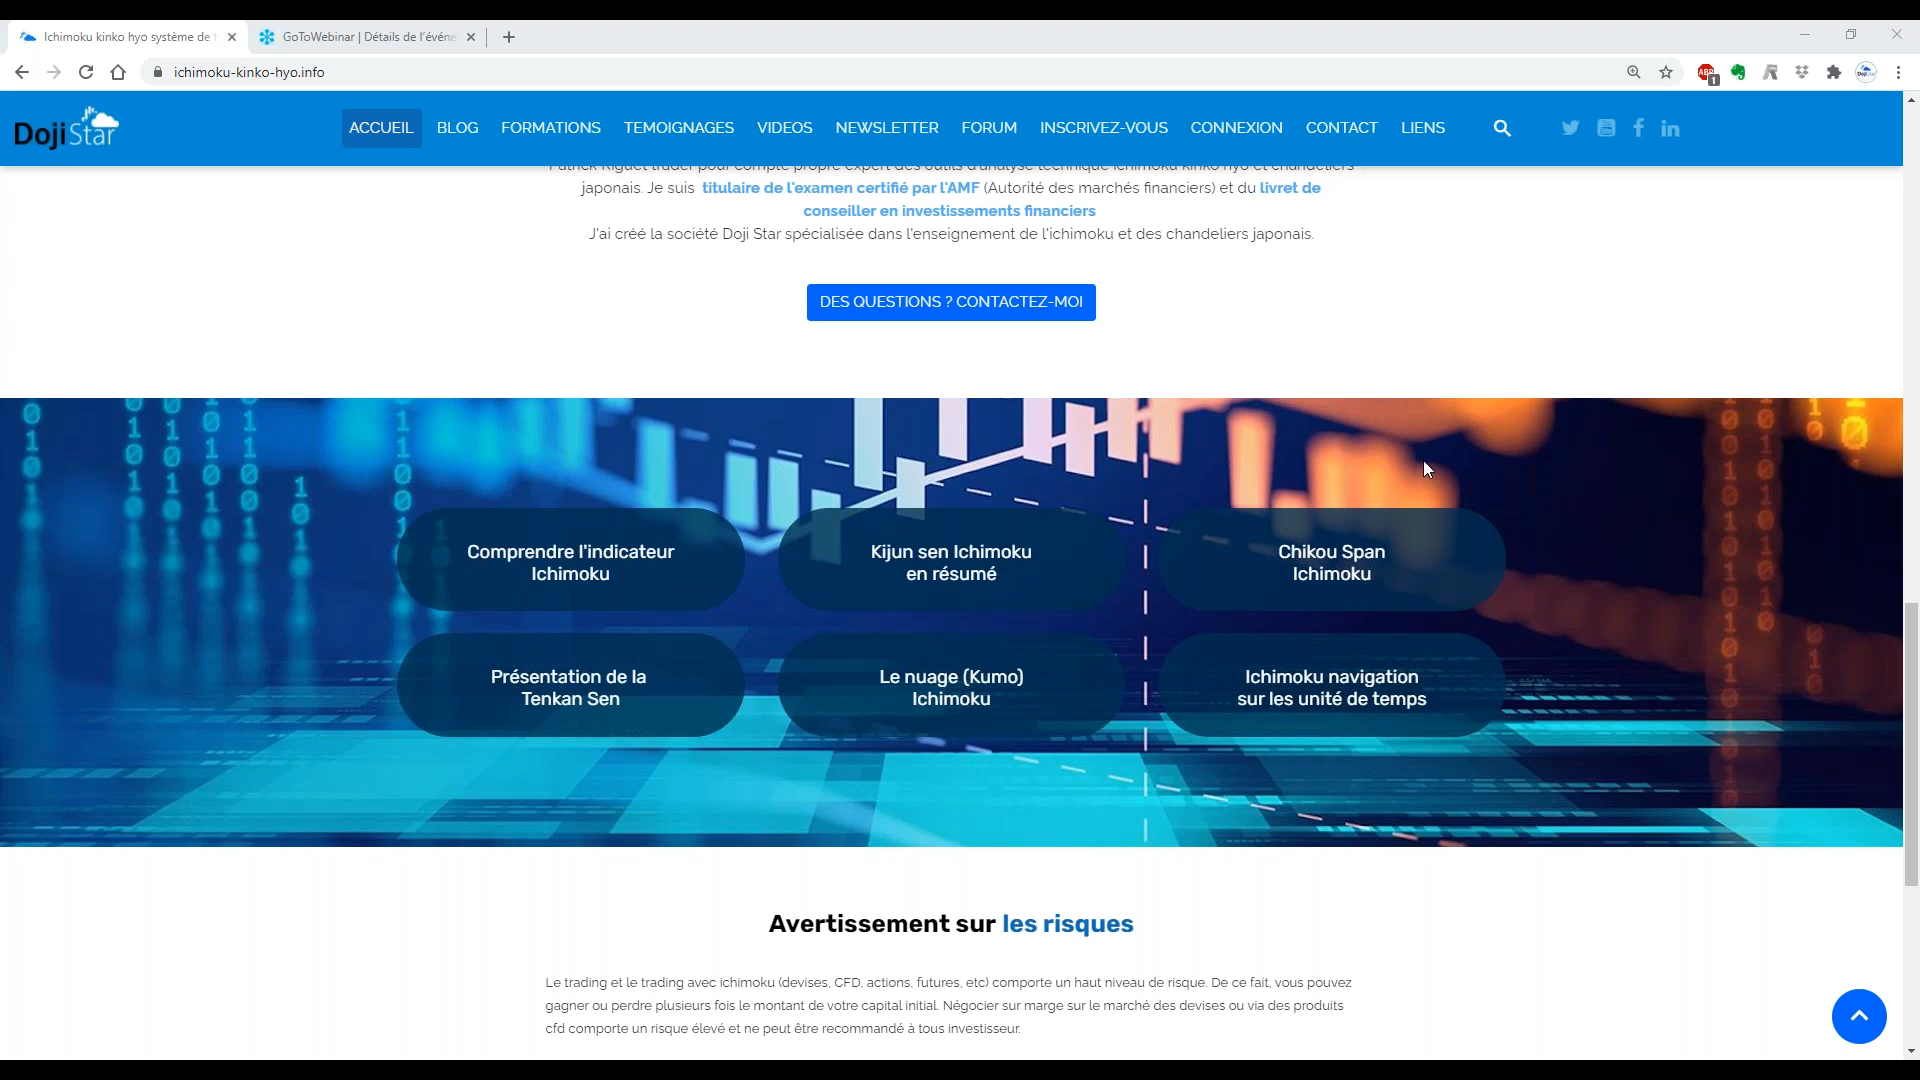 Ichimoku kinko hyo système de
GoToWebinar | Détails de l'événe
ichimoku-kinko-hyo.info
ABP
1
DojiStar
ACCUEIL
BLOG
FORMATIONS
TEMOIGNAGES
VIDEOS
NEWSLETTER
FORUM
INSCRIVEZ-VOUS
CONNEXION
CONTACT
LIENS
Patrick Riguet trader pour compte propre expert des outils d'analyse technique ichimoku kinko hyo et chandeliers
japonais. Je suis titulaire de l'examen certifié par l'AMF (Autorité des marchés financiers) et du livret de
conseiller en investissements financiers
J'ai créé la société Doji Star spécialisée dans l'enseignement de l'ichimoku et des chandeliers japonais.
DES QUESTIONS ? CONTACTEZ-MOI
Comprendre l'indicateur
Ichimoku
Kijun sen Ichimoku
en résumé
Chikou Span
Ichimoku
Présentation de la
Tenkan Sen
Le nuage (Kumo)
Ichimoku
Ichimoku navigation
sur les unité de temps
Avertissement sur les risques
Le trading et le trading avec ichimoku (devises, CFD, actions, futures, etc) comporte un haut niveau de risque. De ce fait, vous pouvez
gagner ou perdre plusieurs fois le montant de votre capital initial. Négocier sur marge sur le marché des devises ou via des produits
cfd comporte un risque élevé et ne peut être recommandé à tous investisseur.